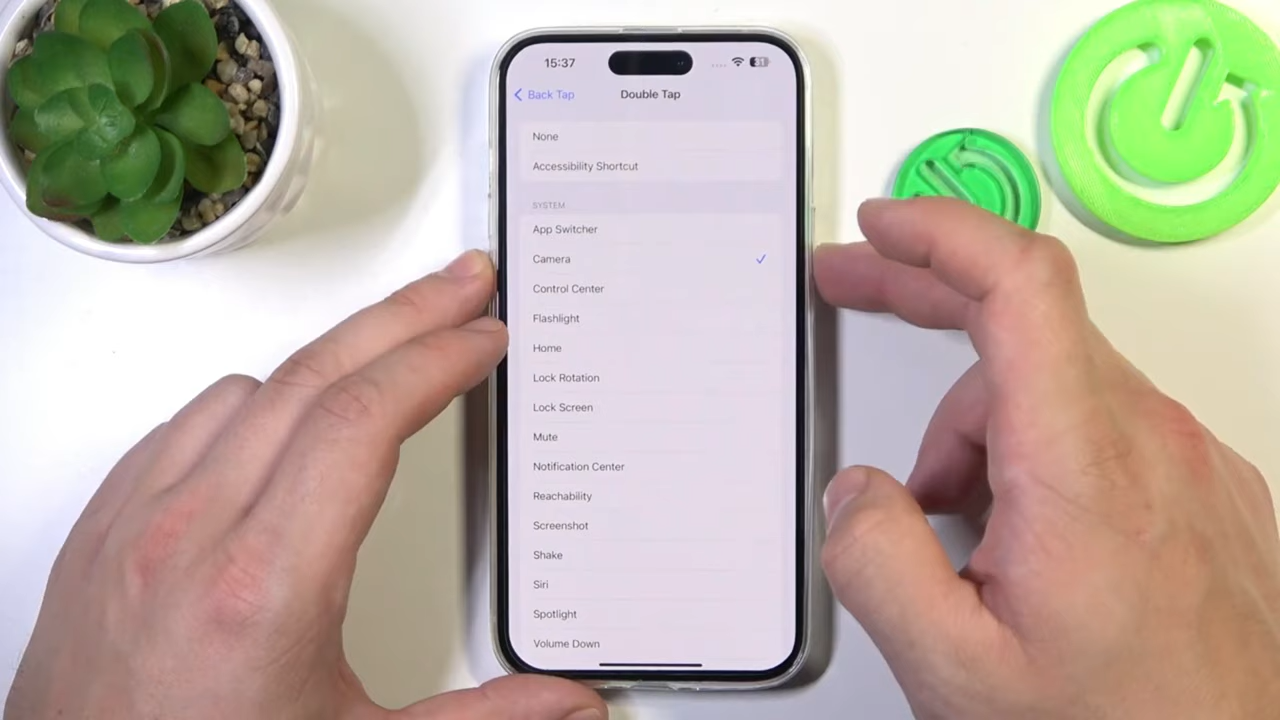 15:37
31
Back Tap
Double Tap
None
Accessibility Shortcut
SYSTEM
App Switcher
Camera
Control Center
Flashlight
Home
Lock Rotation
Lock Screen
Mute
Notification Center
Reachability
Screenshot
Shake
Siri
Spotlight
Volume Down